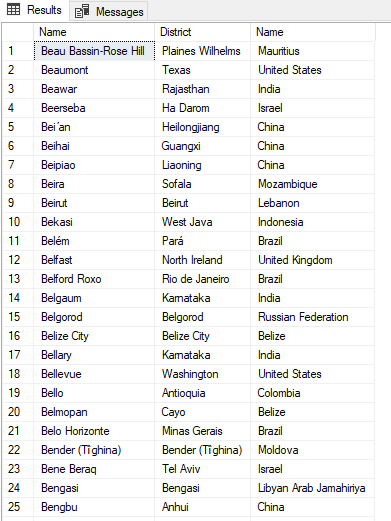 Results Messages
Name District Name
1 Beau Bassin-Rose Hill Plaines Wilhelms Mauritius
2 Beaumont Texas United States
3 Beawar Rajasthan India
4 Beerseba Ha Darom Israel
5 Bei´an Heilongjiang China
6 Beihai Guangxi China
7 Beipiao Liaoning China
8 Beira Sofala Mozambique
9 Beirut Beirut Lebanon
10 Bekasi West Java Indonesia
11 Belém Pará Brazil
12 Belfast North Ireland United Kingdom
13 Belford Roxo Rio de Janeiro Brazil
14 Belgaum Karnataka India
15 Belgorod Belgorod Russian Federation
16 Belize City Belize City Belize
17 Bellary Karnataka India
18 Bellevue Washington United States
19 Bello Antioquia Colombia
20 Belmopan Cayo Belize
21 Belo Horizonte Minas Gerais Brazil
22 Bender (Tîghina) Bender (Tîghina) Moldova
23 Bene Beraq Tel Aviv Israel
24 Bengasi Bengasi Libyan Arab Jamahiriya
25 Bengbu Anhui China